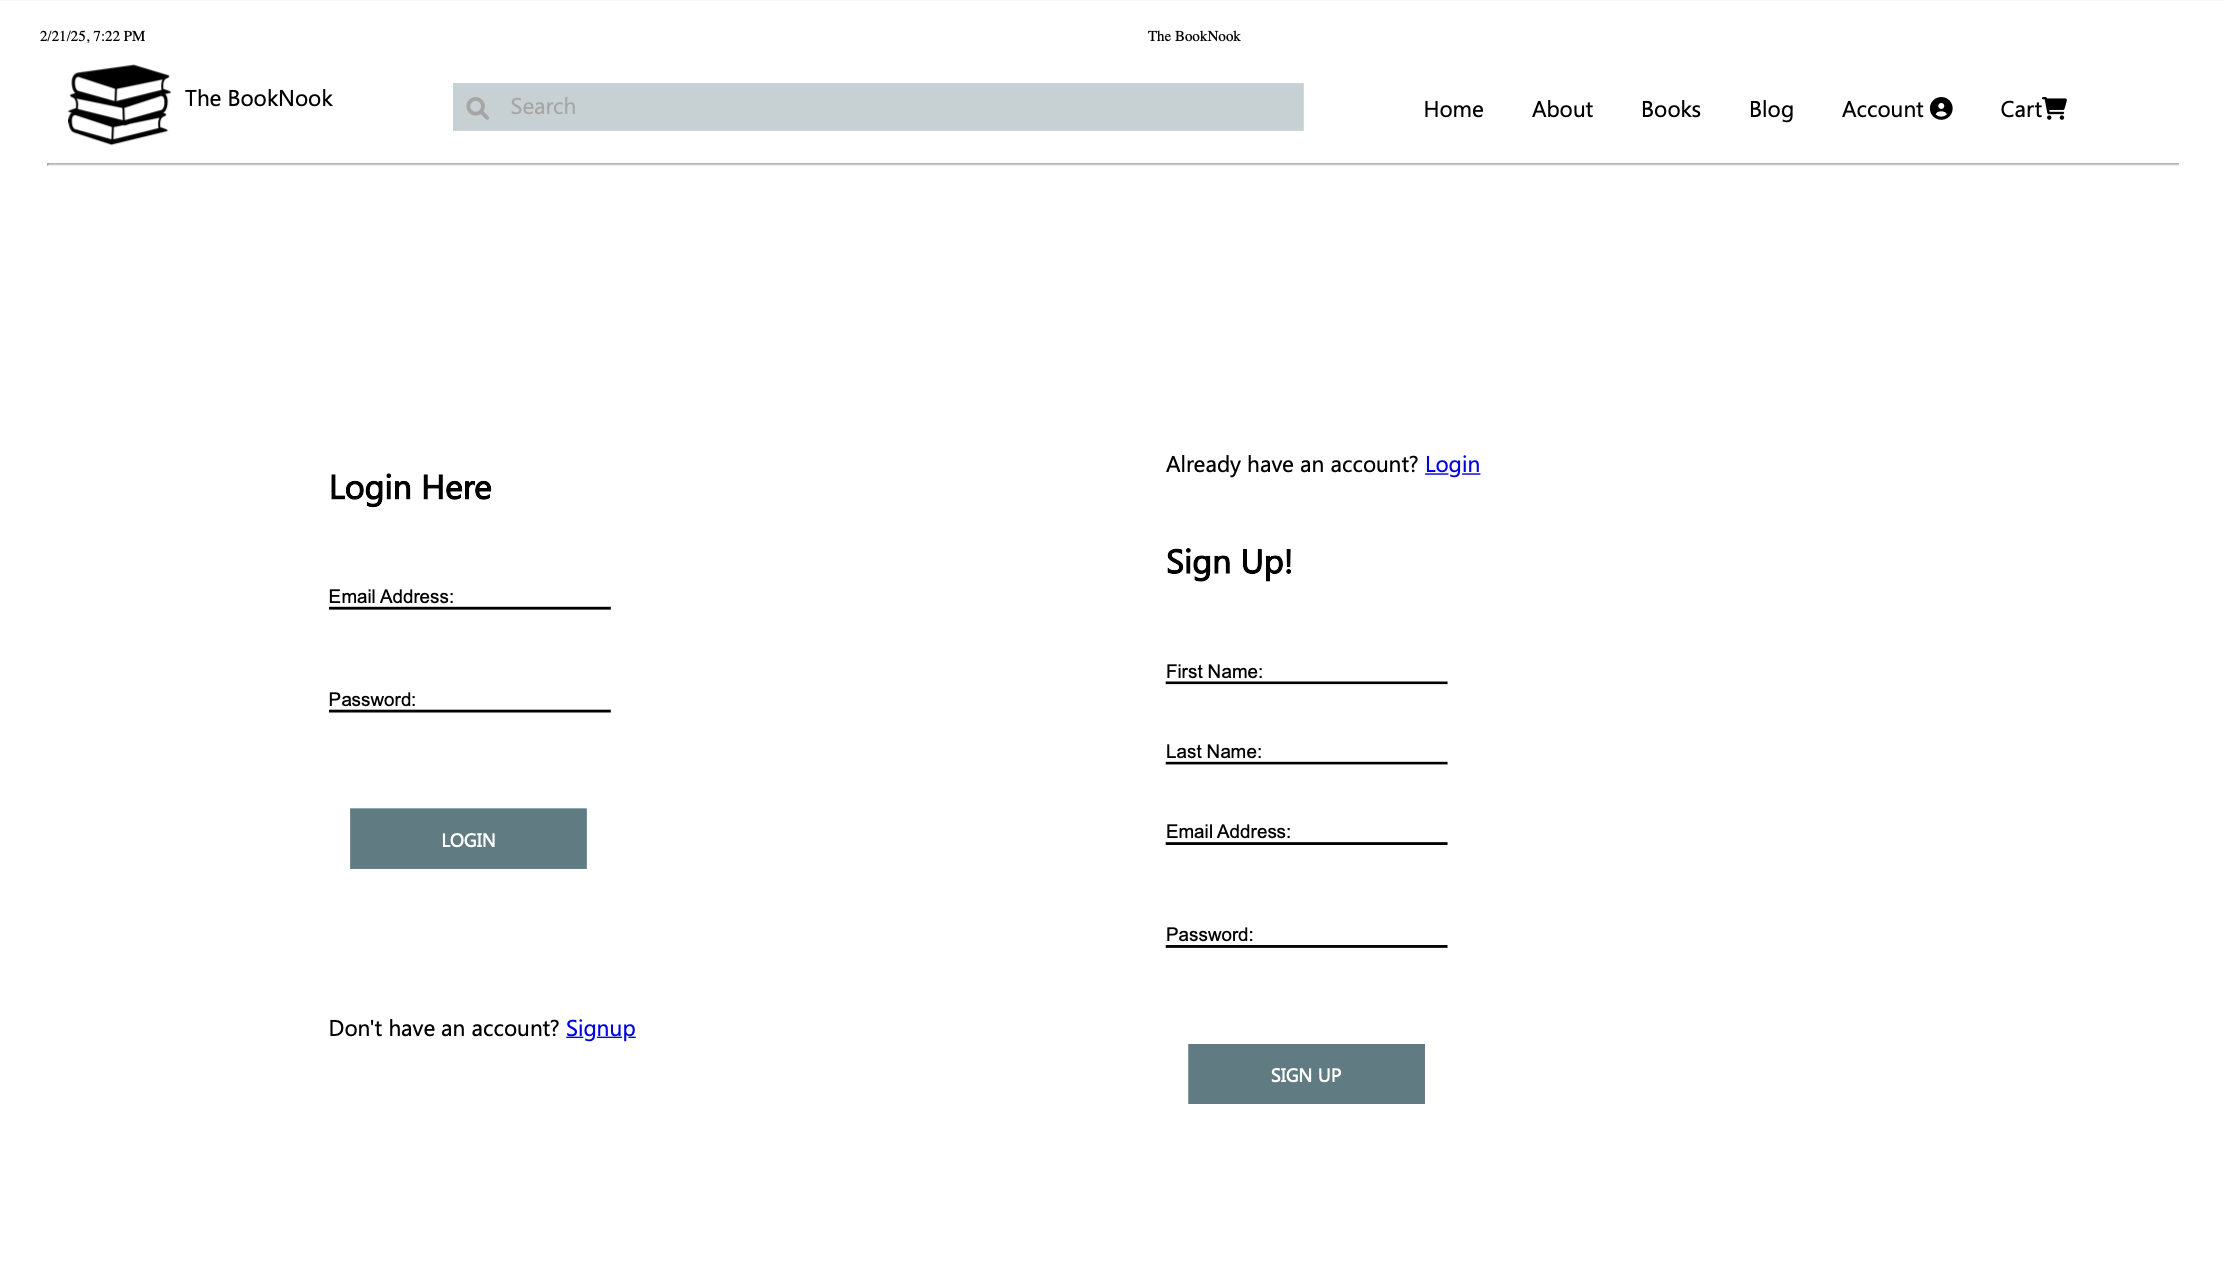 2/21/25, 7:22 PM
The BookNook
The BookNook
Search
Home About Books Blog Account Cart
Login Here
Email Address:
Password:
LOGIN
Don't have an account? Signup
Already have an account? Login
Sign Up!
First Name:
Last Name:
Email Address:
Password:
SIGN UP